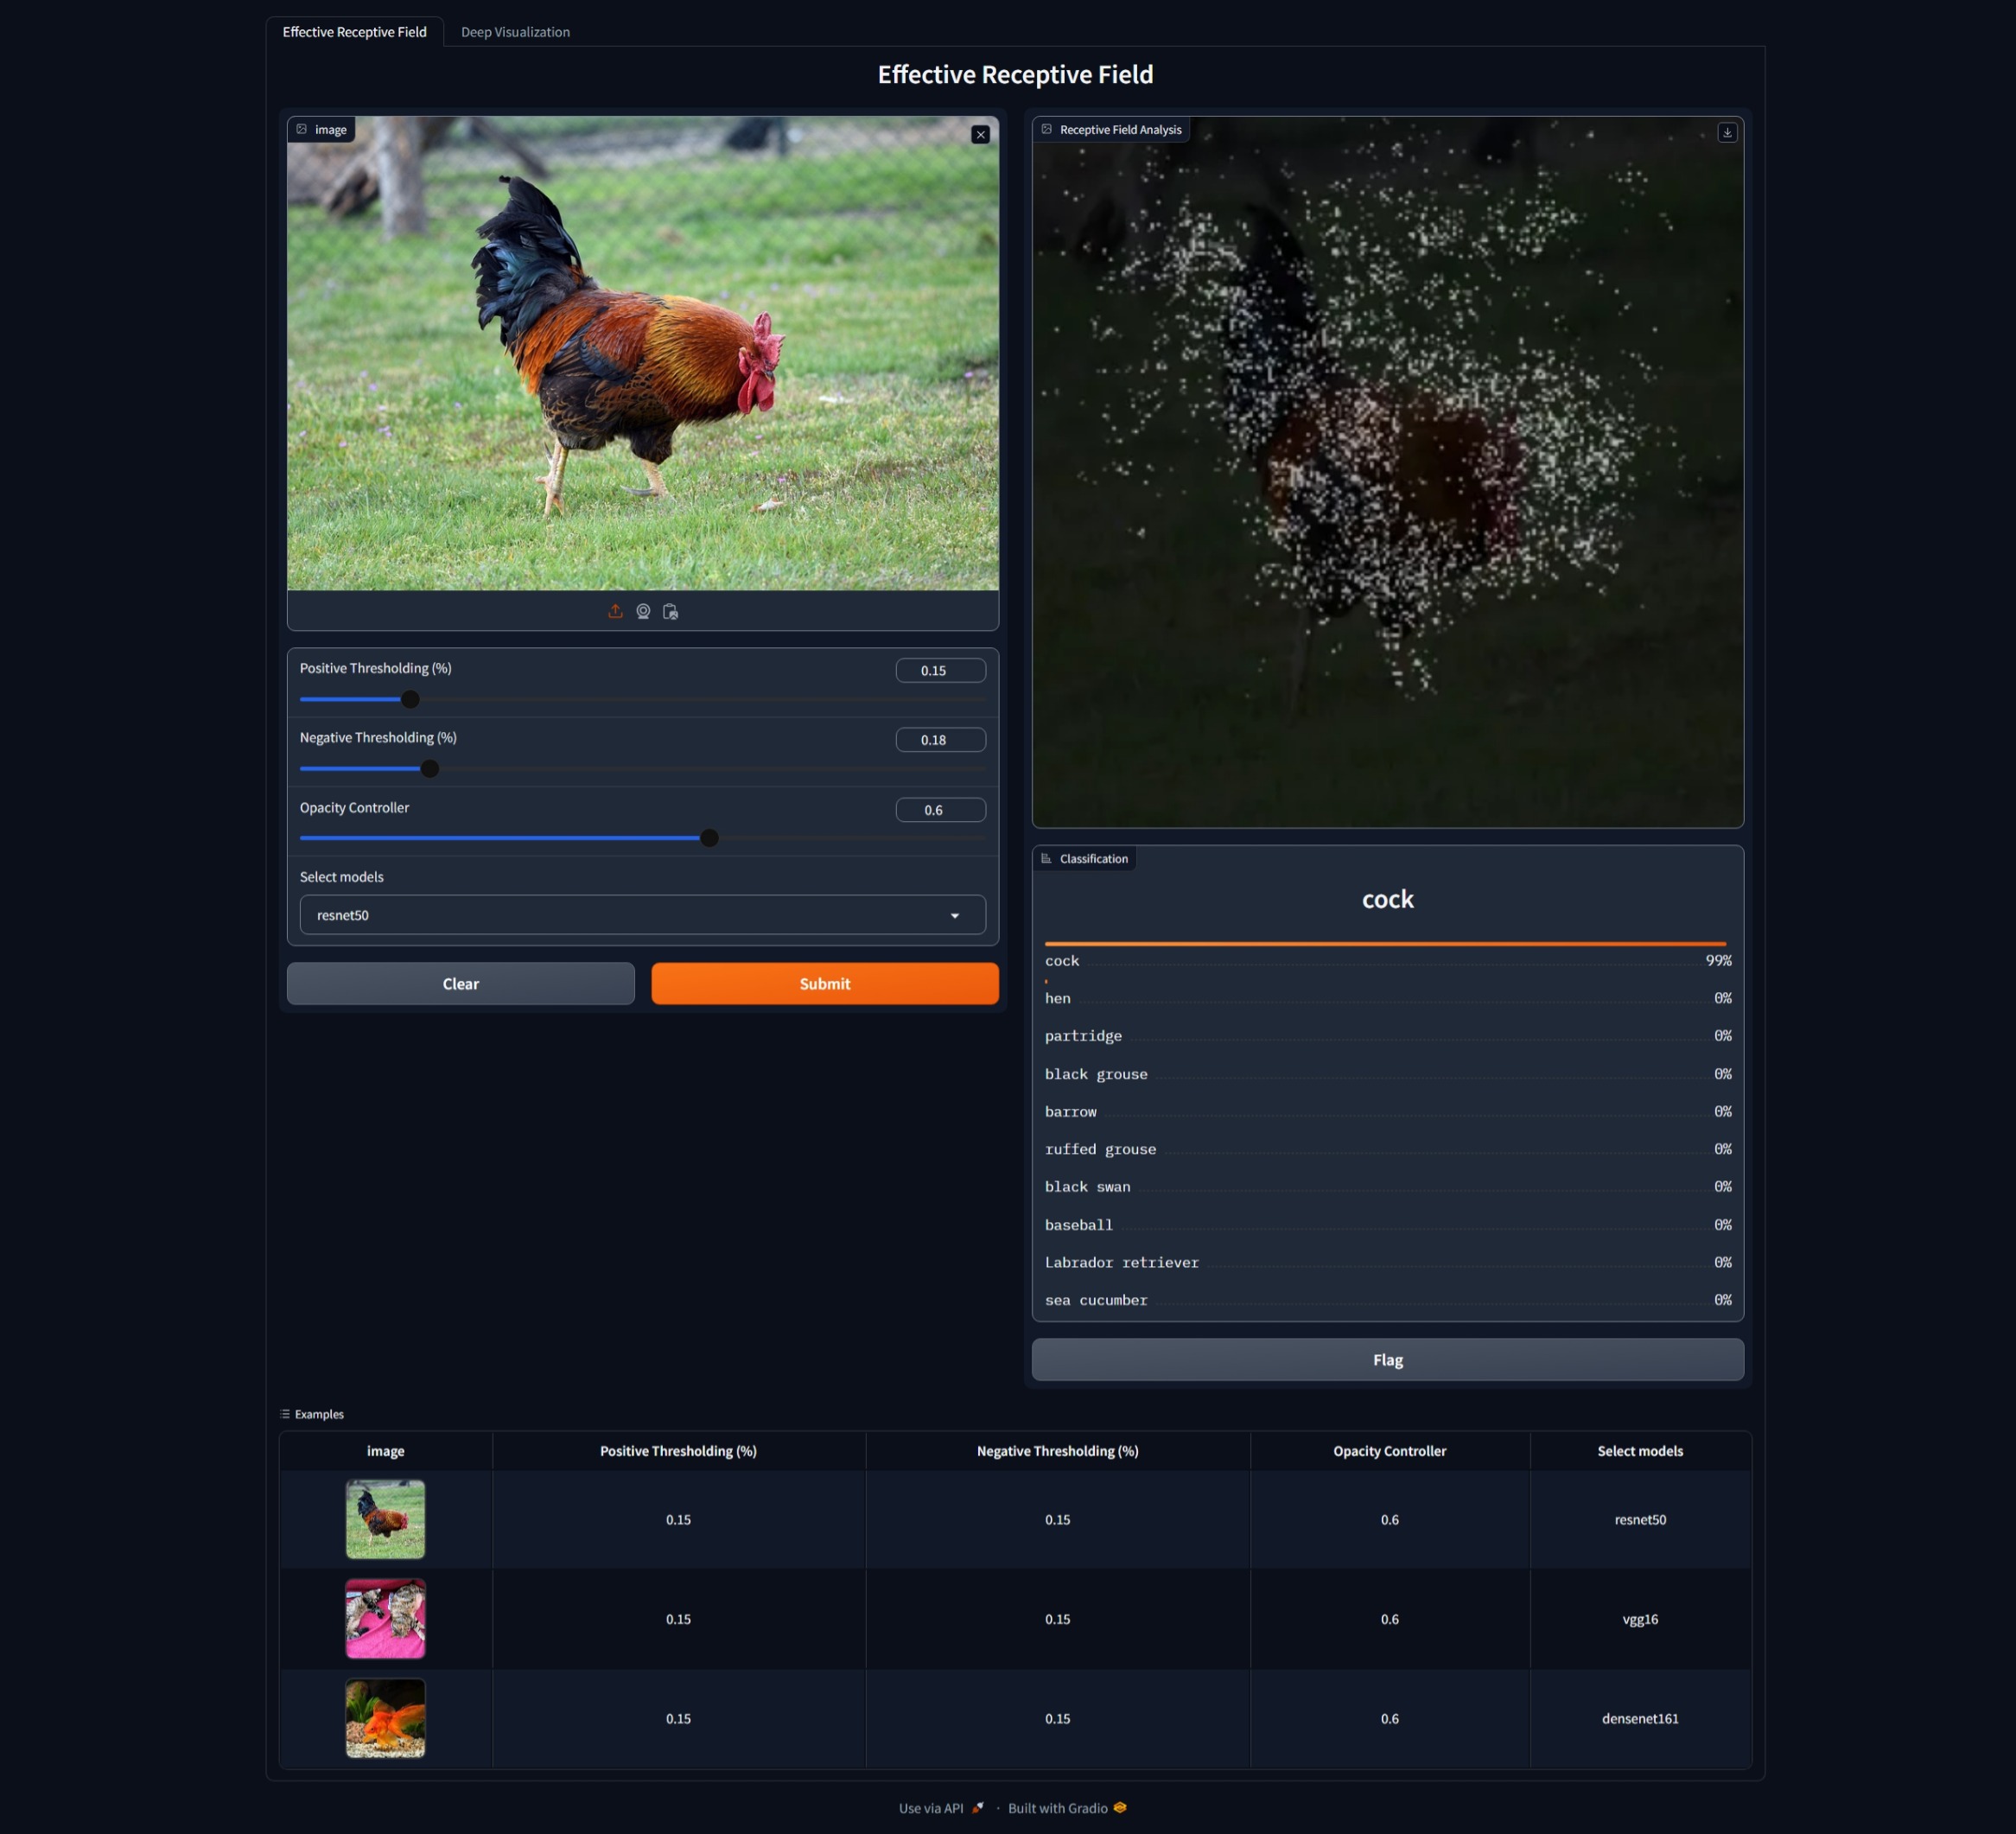 Effective Receptive Field
Deep Visualization
Effective Receptive Field
image
Positive Thresholding (%)
0.15
Negative Thresholding (%)
0.18
Opacity Controller
0.6
Select models
resnet50
Clear
Submit
Receptive Field Analysis
Classification
cock
cock 99%
hen 0%
partridge 0%
black grouse 0%
barrow 0%
ruffed grouse 0%
black swan 0%
baseball 0%
Labrador retriever 0%
sea cucumber 0%
Flag
Examples
image Positive Thresholding (%) Negative Thresholding (%) Opacity Controller Select models
0.15 0.15 0.6 resnet50
0.15 0.15 0.6 vgg16
0.15 0.15 0.6 densenet161
Use via API · Built with Gradio